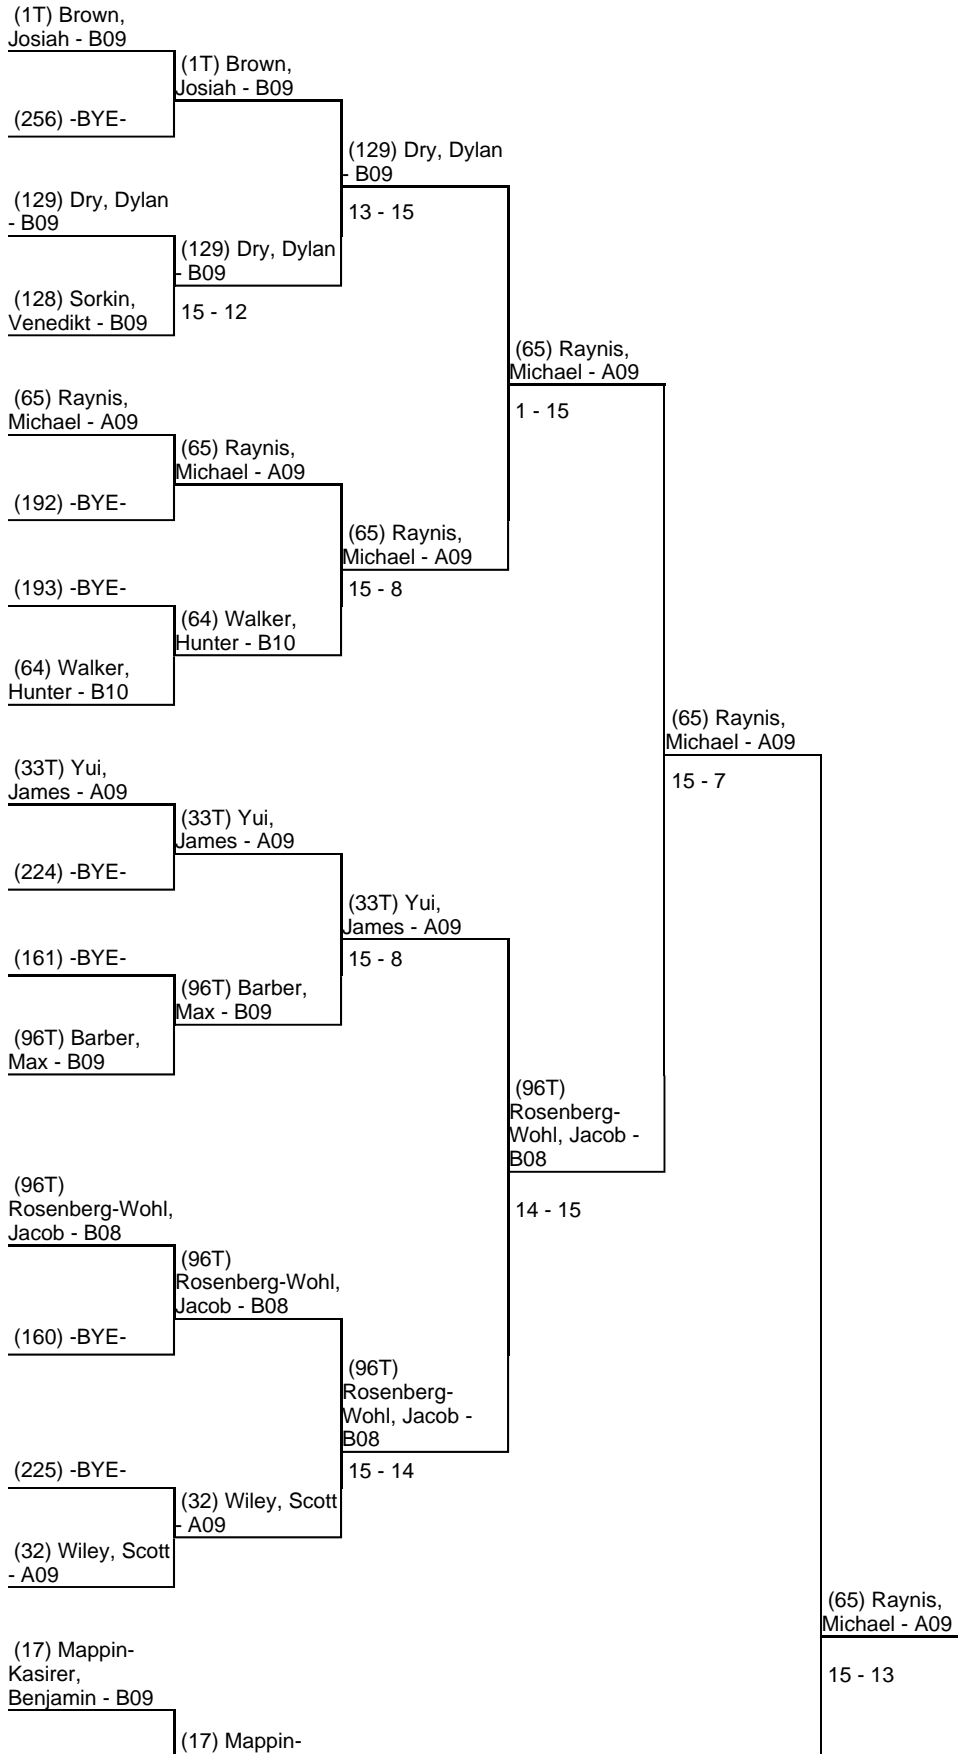 (1T) Brown,
Josiah - B09
(256) -BYE-
(129) Dry, Dylan
- B09
(128) Sorkin,
Venedikt - B09
(65) Raynis,
Michael - A09
(192) -BYE-
(193) -BYE-
(64) Walker,
Hunter - B10
(33T) Yui,
James - A09
(224) -BYE-
(161) -BYE-
(96T) Barber,
Max - B09
(96T)
Rosenberg-Wohl,
Jacob - B08
(160) -BYE-
(225) -BYE-
(32) Wiley, Scott
- A09
(17) Mappin-
Kasirer,
Benjamin - B09
(1T) Brown,
Josiah - B09
(129) Dry, Dylan
- B09
15 - 12
(65) Raynis,
Michael - A09
(64) Walker,
Hunter - B10
(33T) Yui,
James - A09
(96T) Barber,
Max - B09
(96T)
Rosenberg-Wohl,
Jacob - B08
(32) Wiley, Scott
- A09
(17) Mappin-
(129) Dry, Dylan
- B09
13 - 15
(65) Raynis,
Michael - A09
15 - 8
(33T) Yui,
James - A09
15 - 8
(96T)
Rosenberg-
Wohl, Jacob -
B08
15 - 14
(65) Raynis,
Michael - A09
1 - 15
(96T)
Rosenberg-
Wohl, Jacob -
B08
14 - 15
(65) Raynis,
Michael - A09
15 - 7
(65) Raynis,
Michael - A09
15 - 13